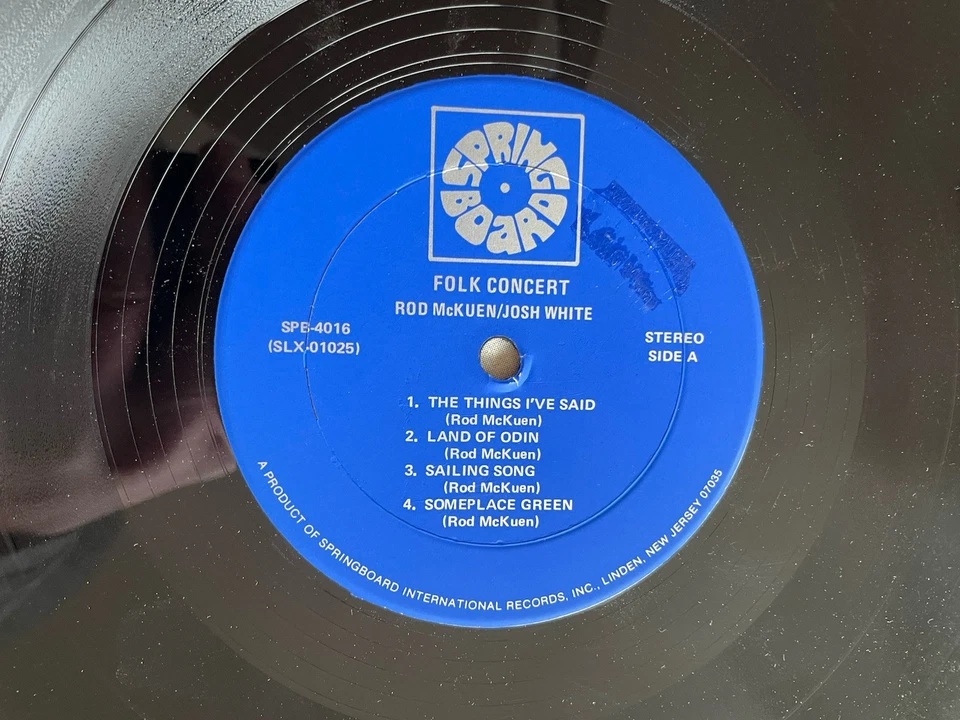 SPRING
BOARD
FOLK CONCERT
ROD McKUEN/JOSH WHITE
SPB-4016
(SLX-01025)
STEREO
SIDE A
1. THE THINGS I'VE SAID
(Rod McKuen)
2. LAND OF ODIN
(Rod McKuen)
3. SAILING SONG
(Rod McKuen)
4. SOMEPLACE GREEN
(Rod McKuen)
A PRODUCT OF SPRINGBOARD INTERNATIONAL RECORDS, INC., LINDEN, NEW JERSEY 07035